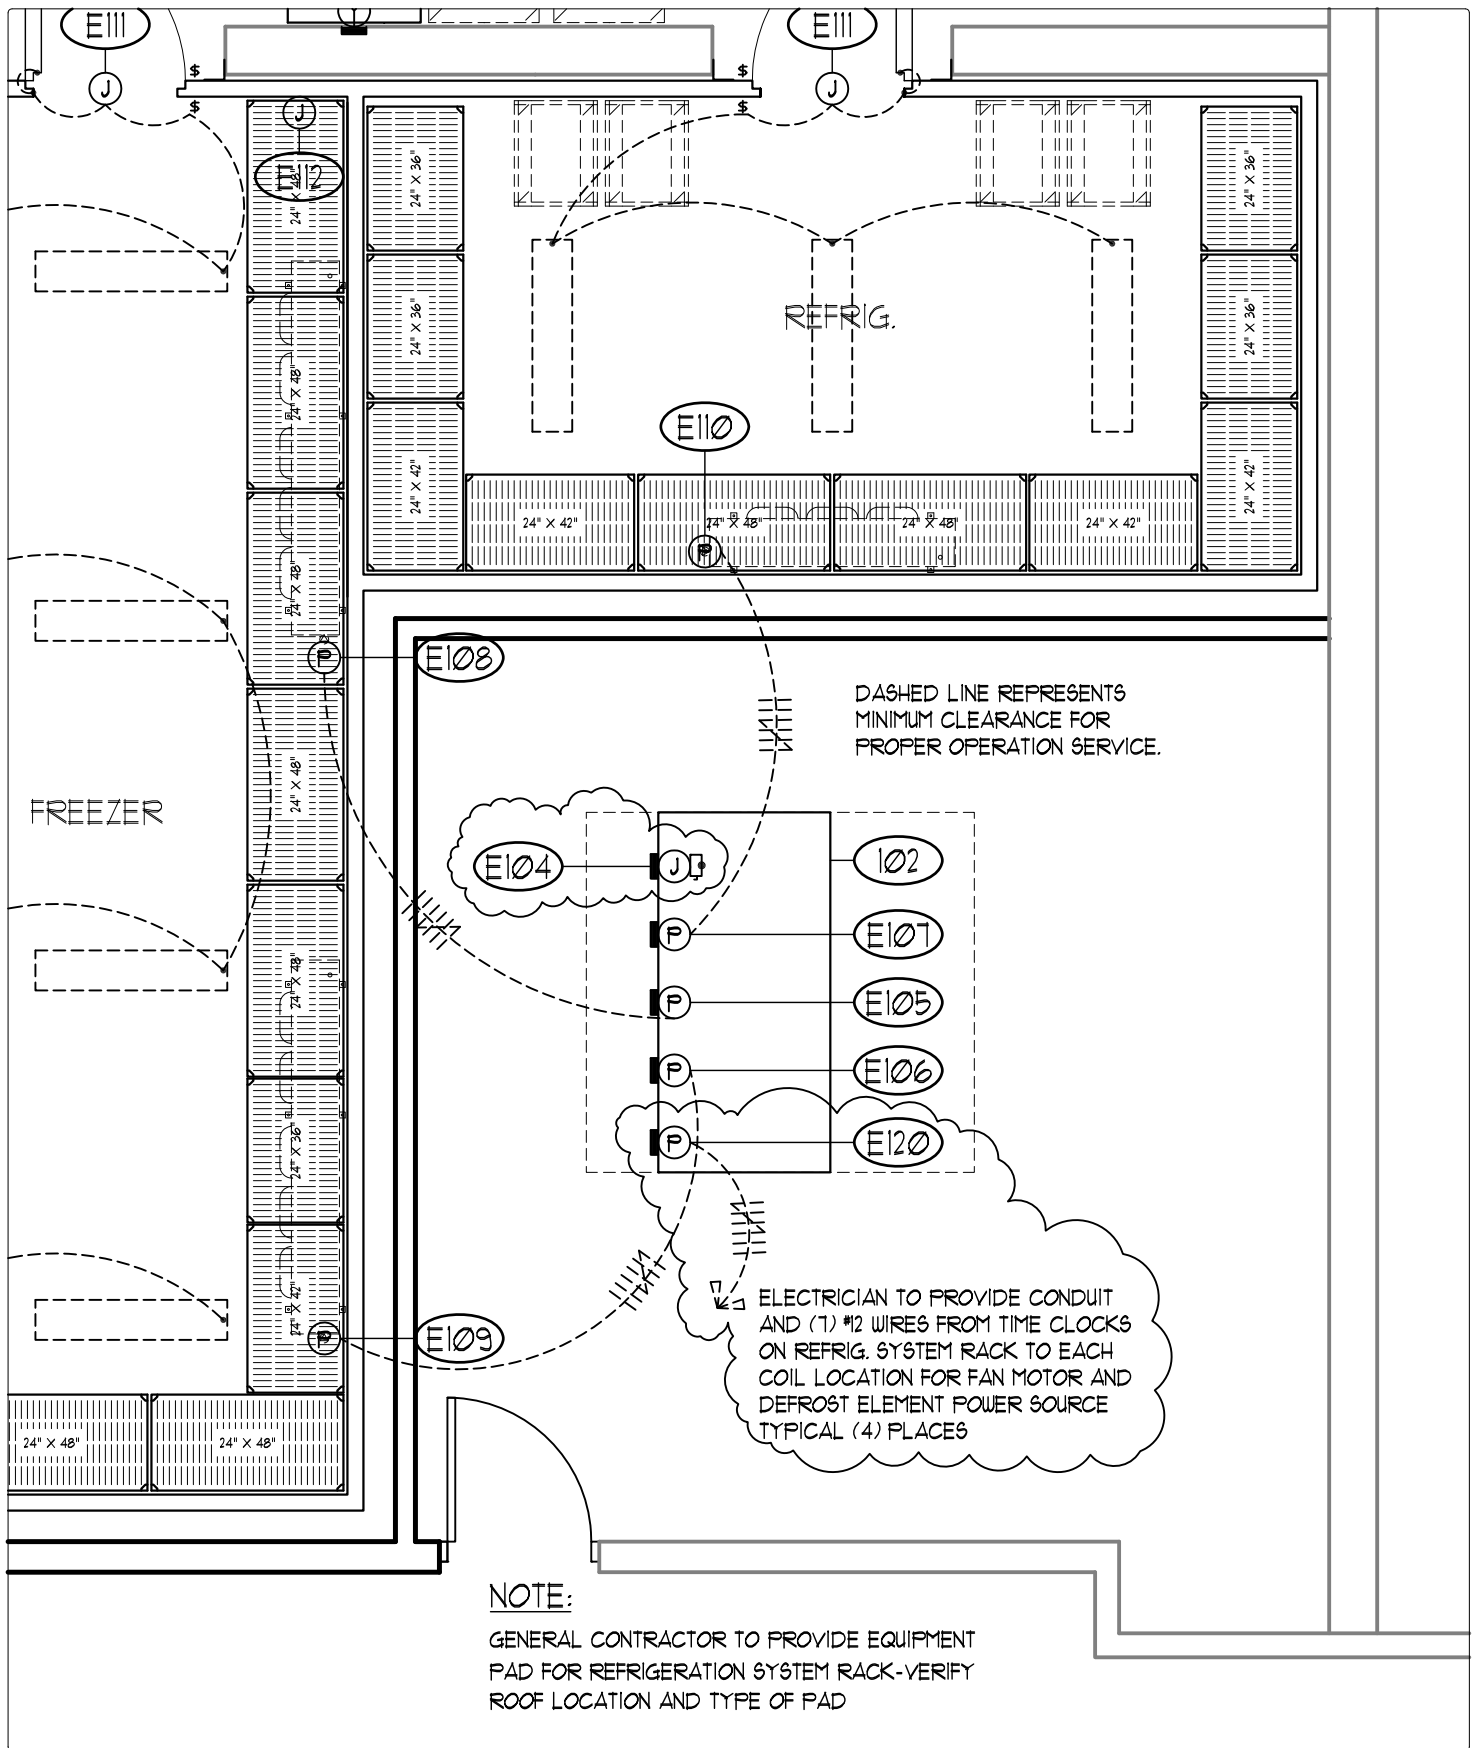 E111
E111
$
$
$
$
J
J
J
E112
24" X 48"
24" X 36"
24" X 36"
REFRIG.
24" X 36"
24" X 36"
24" X 48"
E110
24" X 42"
24" X 42"
24" X 42"
24" X 48"
24" X 48"
24" X 42"
P
24" X 48"
P
E108
DASHED LINE REPRESENTS
MINIMUM CLEARANCE FOR
PROPER OPERATION SERVICE.
FREEZER
24" X 48"
E104
J
102
P
E107
24" X 48"
P
E105
P
E106
24" X 36"
P
E120
24" X 42"
P
E109
ELECTRICIAN TO PROVIDE CONDUIT
AND (7) #12 WIRES FROM TIME CLOCKS
ON REFRIG. SYSTEM RACK TO EACH
COIL LOCATION FOR FAN MOTOR AND
DEFROST ELEMENT POWER SOURCE
TYPICAL (4) PLACES
24" X 48"
24" X 48"
NOTE:
GENERAL CONTRACTOR TO PROVIDE EQUIPMENT
PAD FOR REFRIGERATION SYSTEM RACK-VERIFY
ROOF LOCATION AND TYPE OF PAD